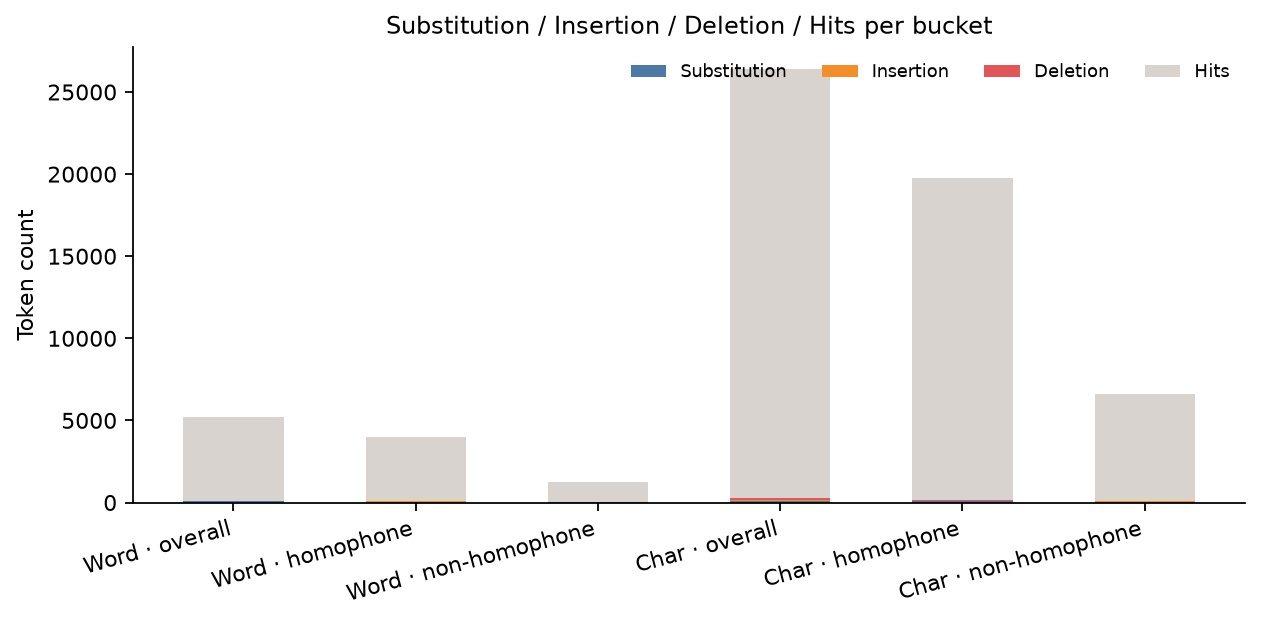 Substitution / Insertion / Deletion / Hits per bucket
Substitution Insertion Deletion Hits
Token count
25000
20000
15000
10000
5000
0
Word · overall
Word · homophone
Word · non-homophone
Char · overall
Char · homophone
Char · non-homophone